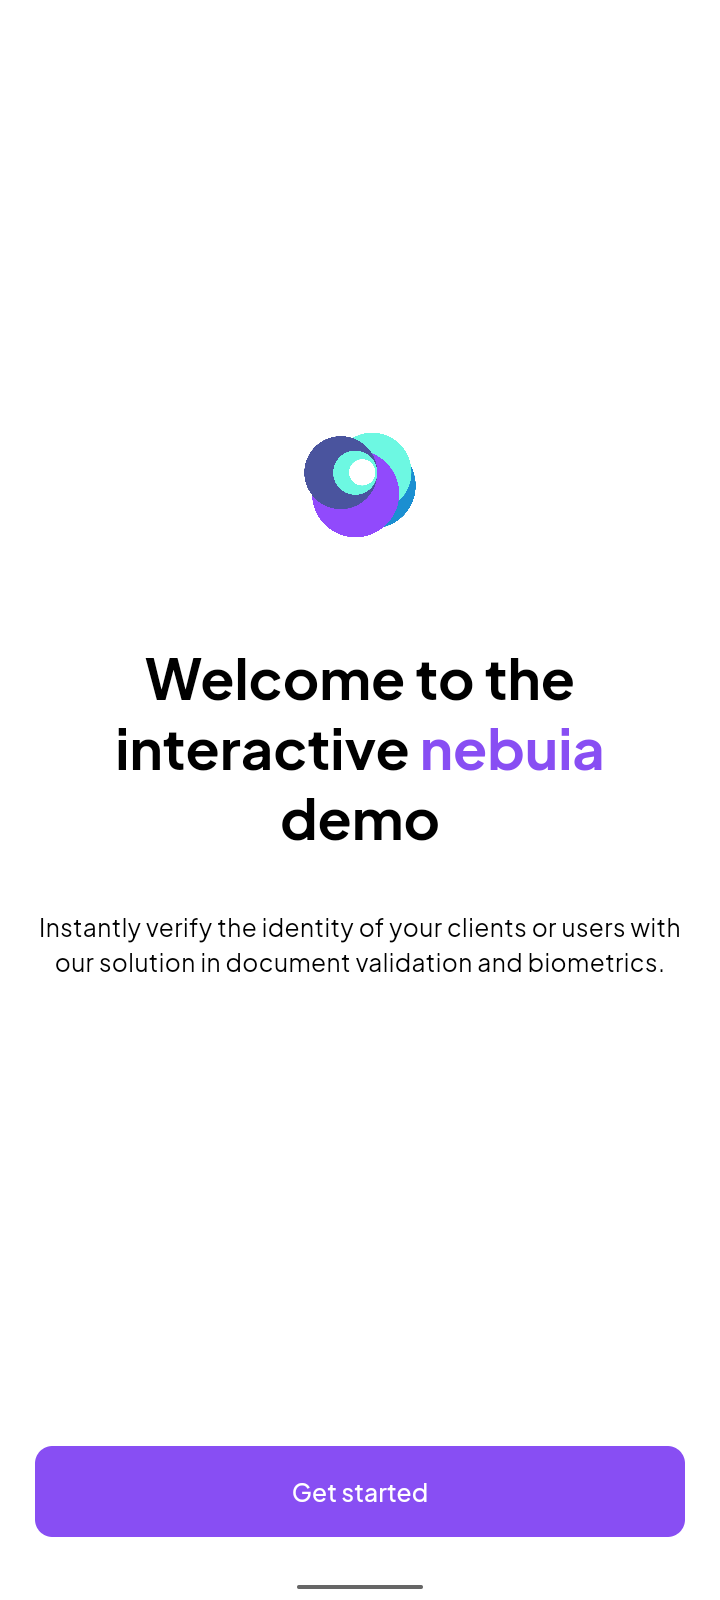 Welcome to the
interactive nebuia
demo
Instantly verify the identity of your clients or users with
our solution in document validation and biometrics.
Get started